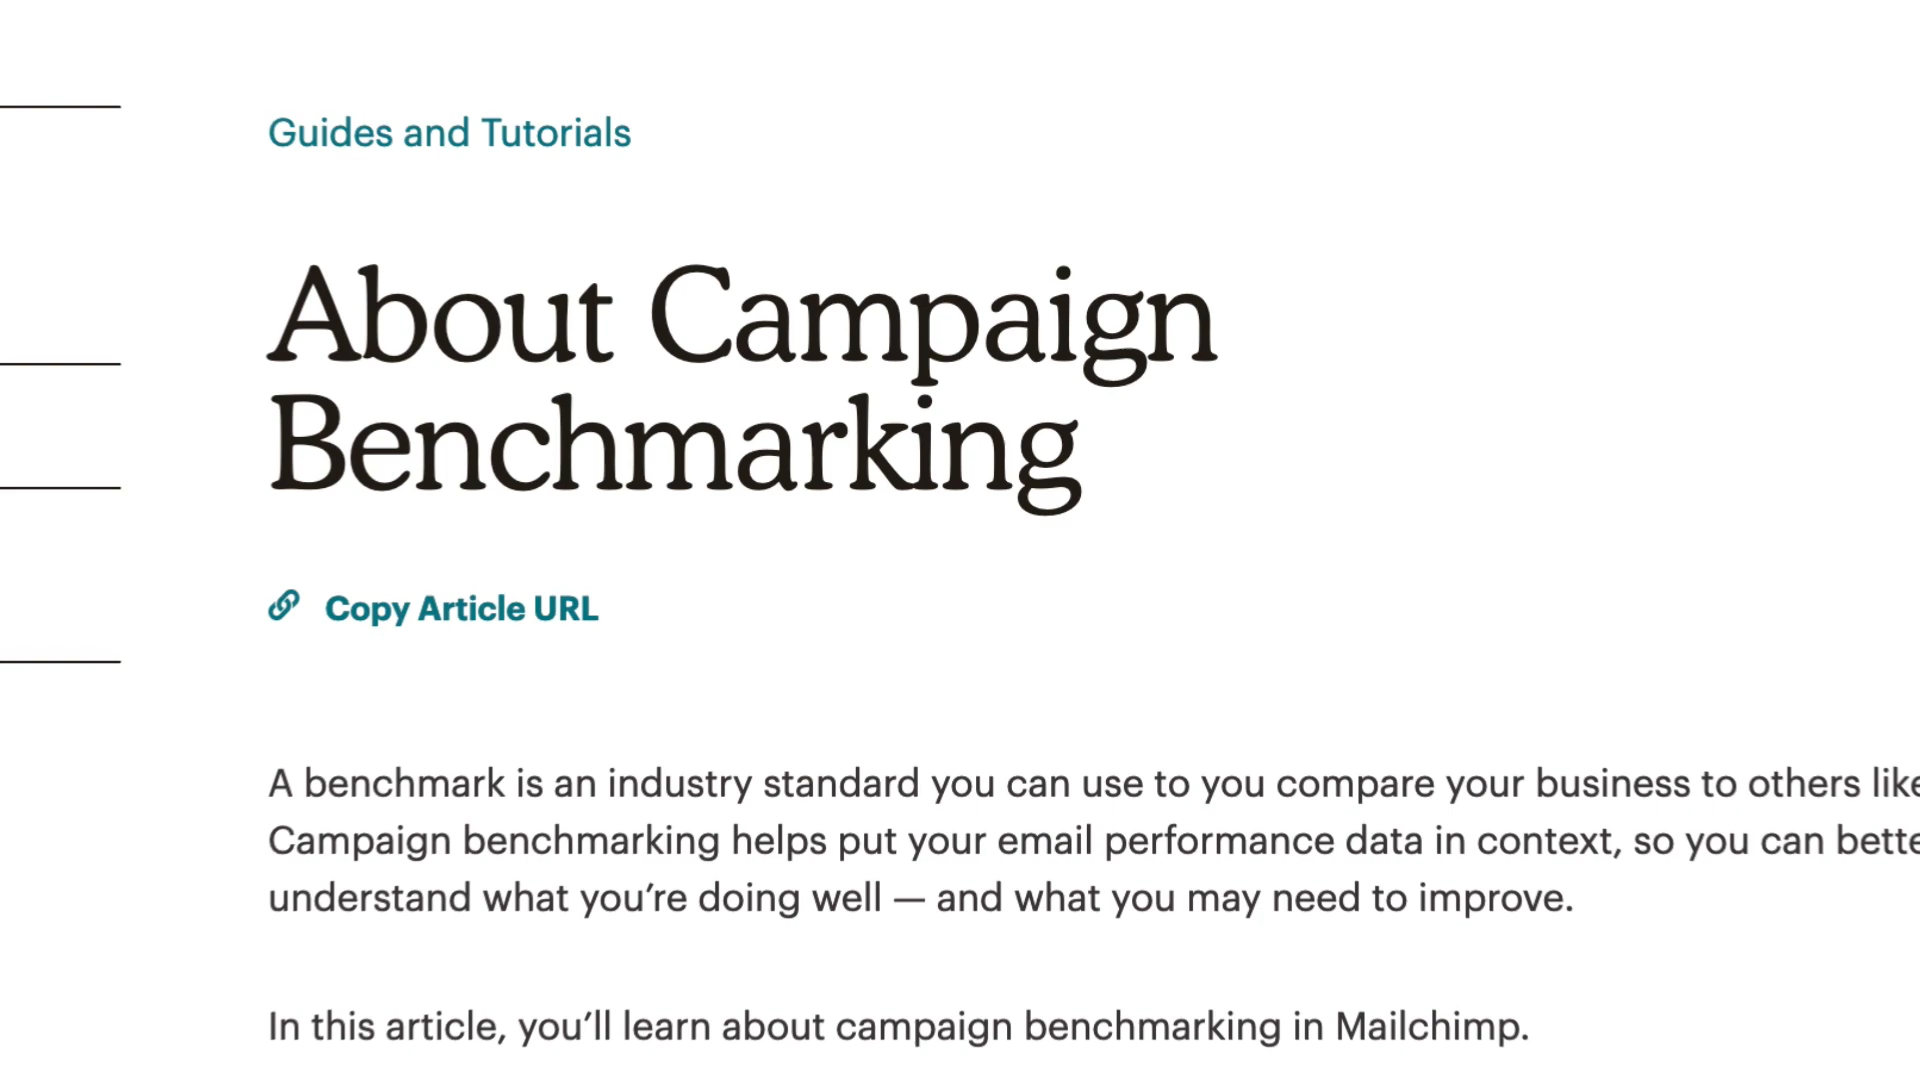 Guides and Tutorials
About Campaign
Benchmarking
Copy Article URL
A benchmark is an industry standard you can use to you compare your business to others like
Campaign benchmarking helps put your email performance data in context, so you can bette
understand what you’re doing well — and what you may need to improve.
In this article, you’ll learn about campaign benchmarking in Mailchimp.